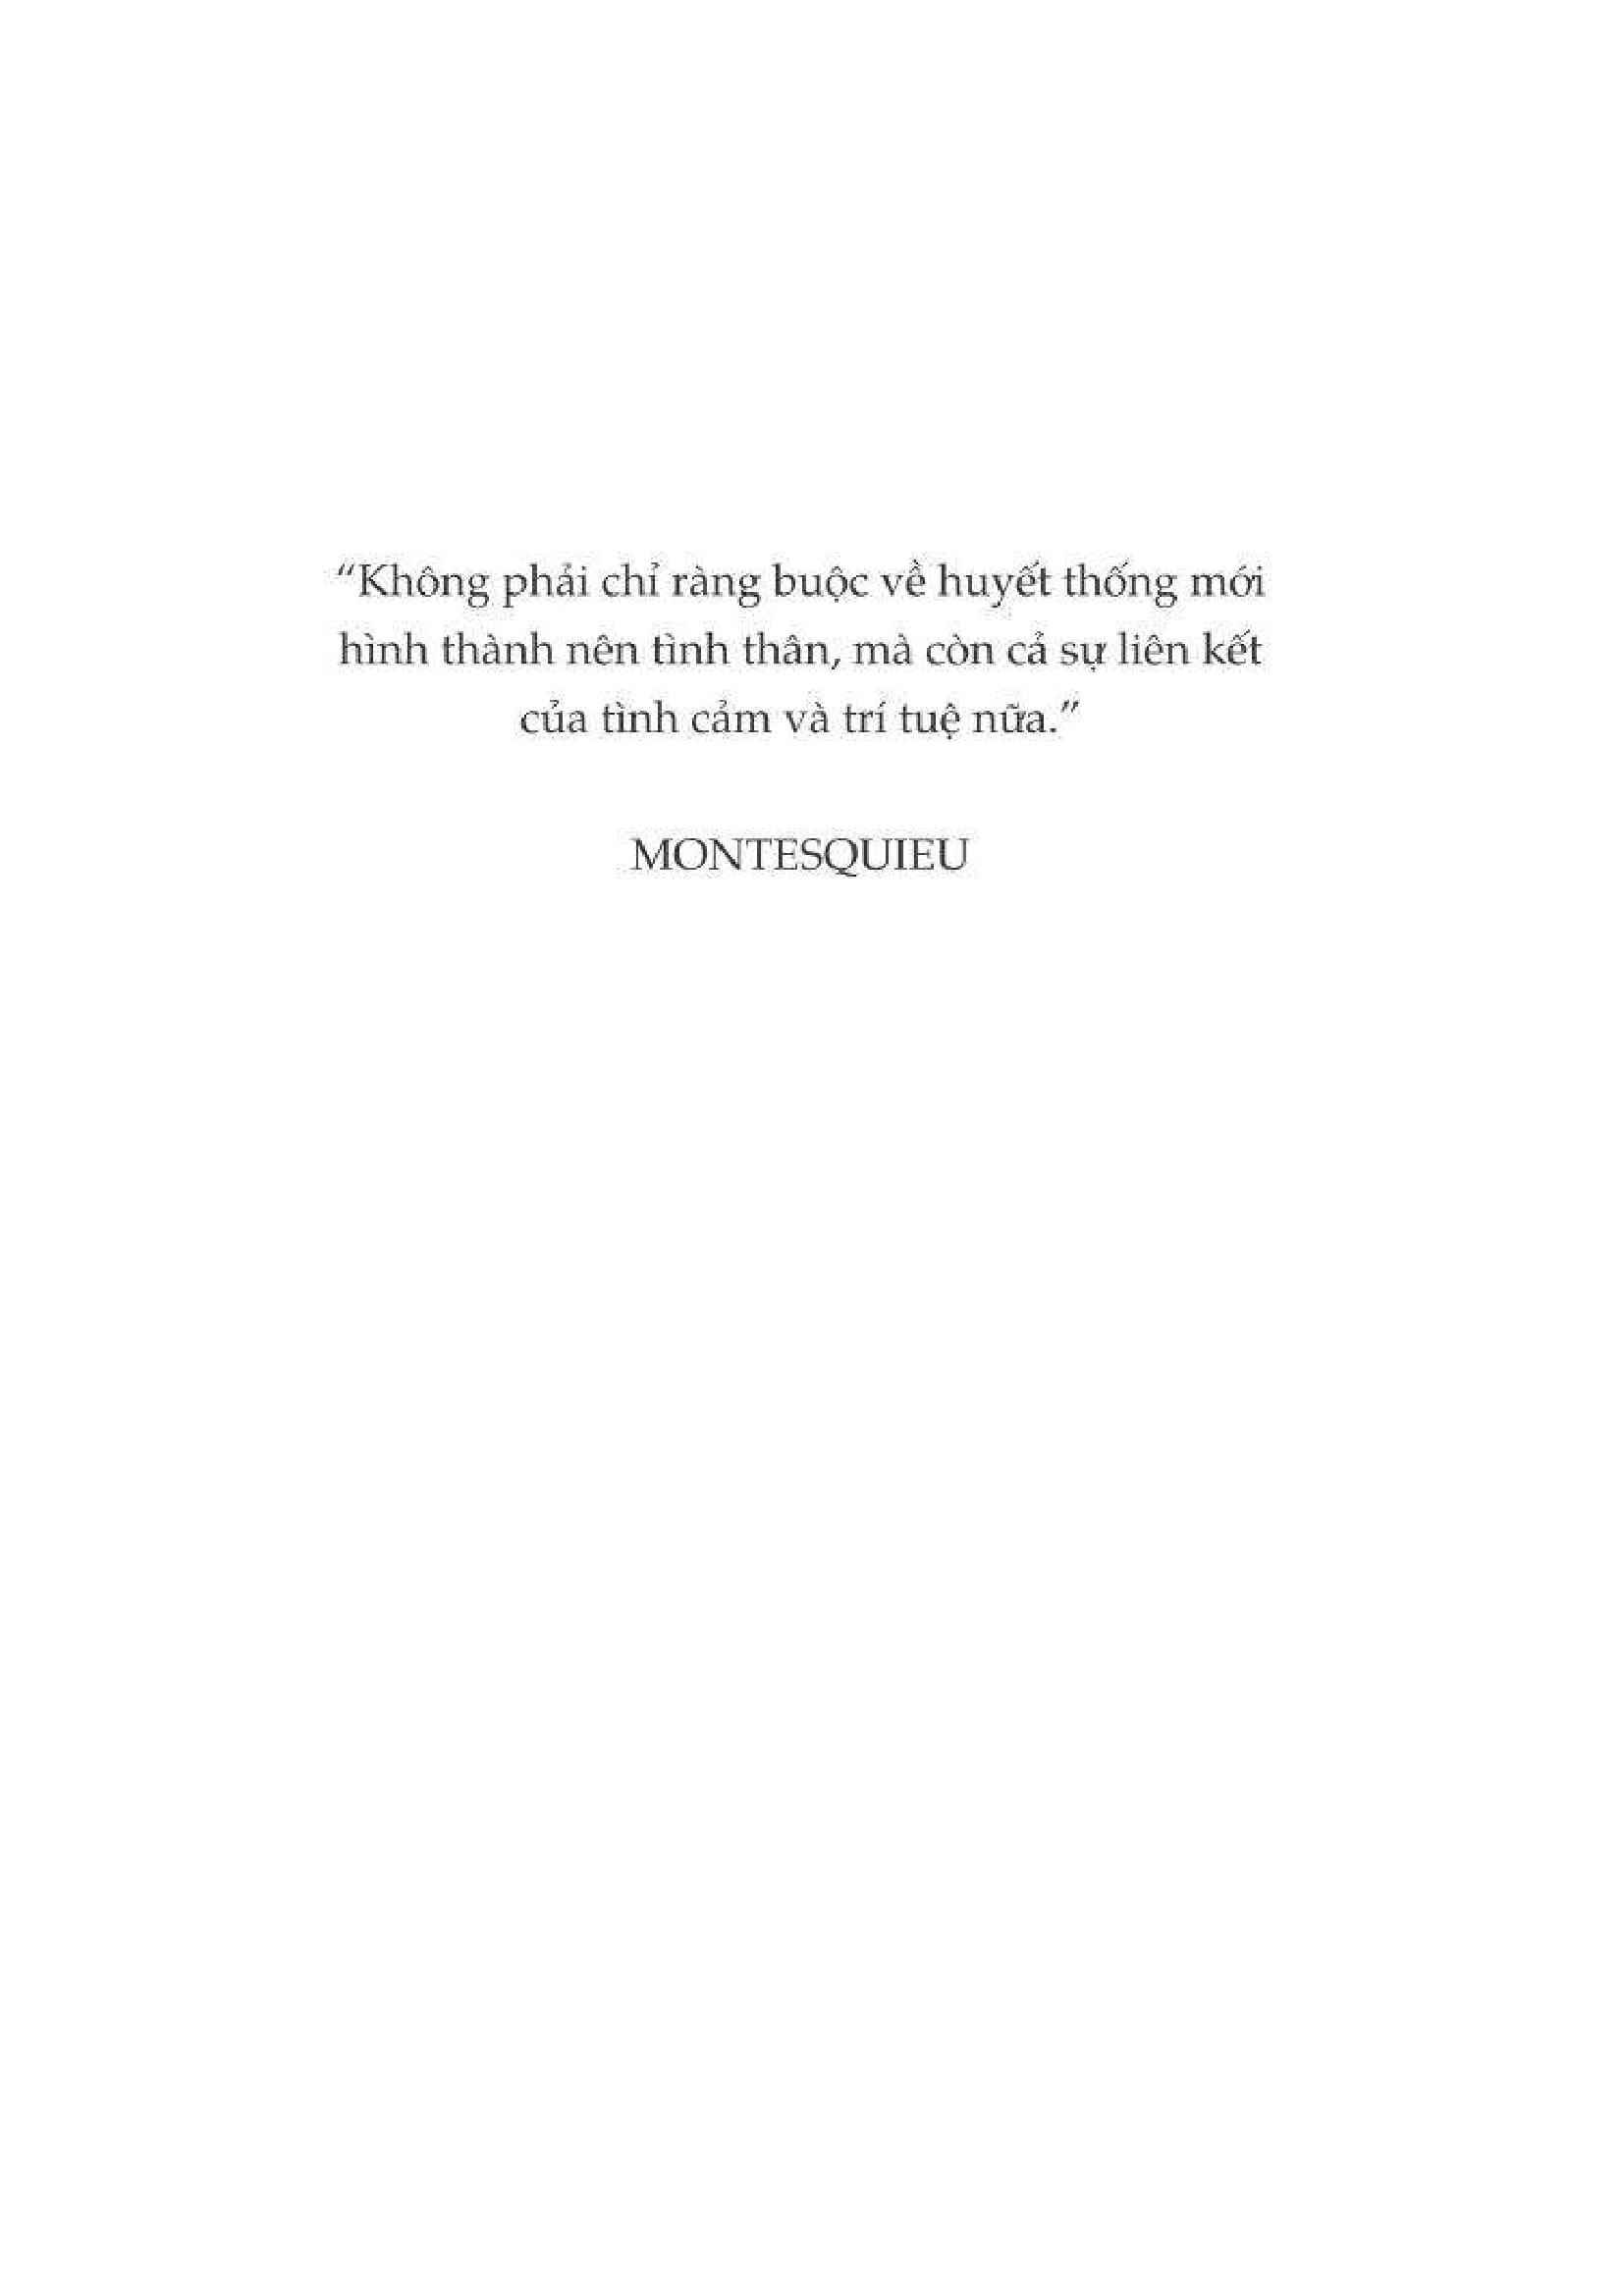 “Không phải chỉ ràng buộc về huyết thống mới
hình thành nên tình thân, mà còn cả sự liên kết
của tình cảm và trí tuệ nữa.”
MONTESQUIEU